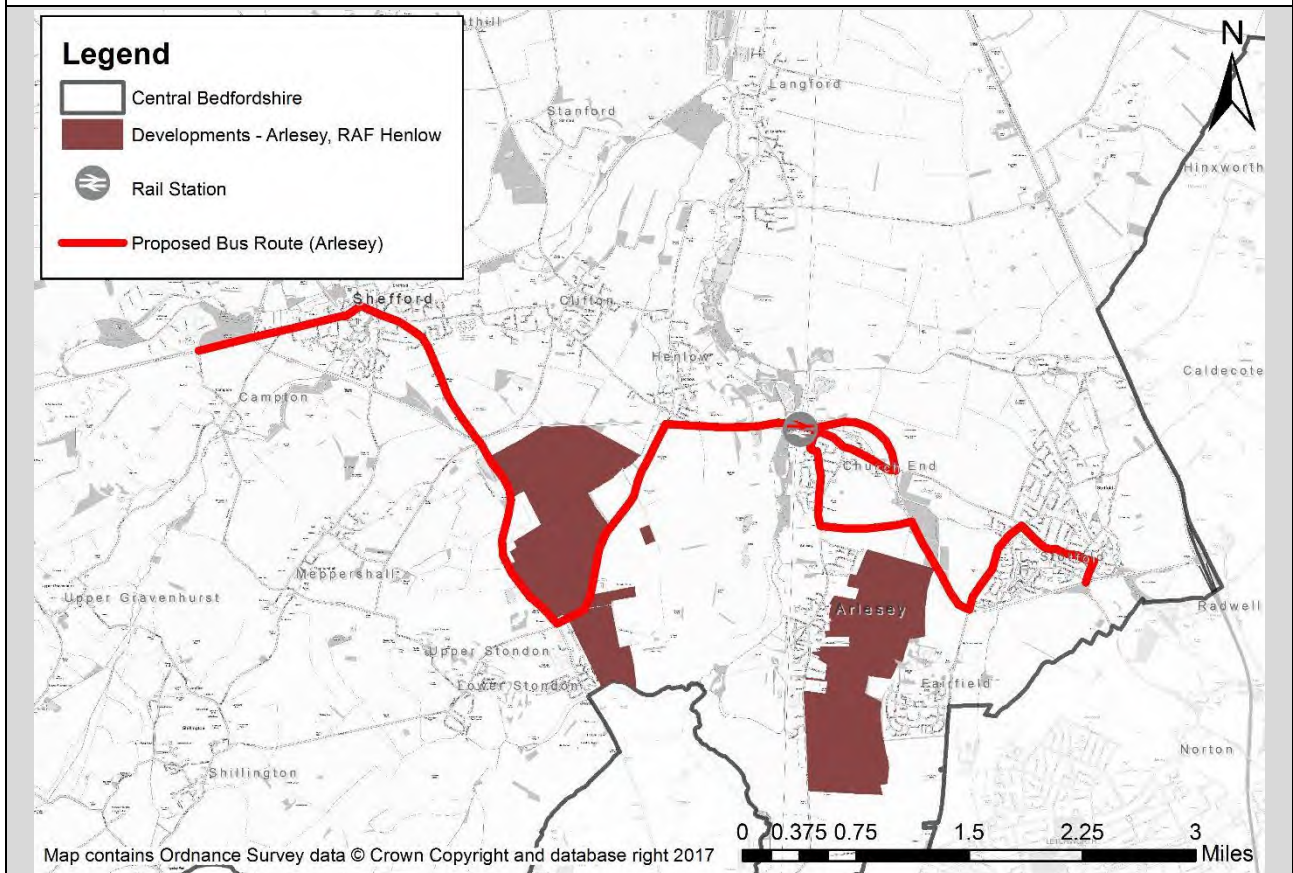 Legend
Central Bedfordshire
Developments - Arlesey, RAF Henlow
Rail Station
Proposed Bus Route (Arlesey)
N
Langford
Stanford
Hinxworth
Shefford
Clifton
Henlow
Caldecote
Campton
Church End
Meppershall
Upper Gravenhurst
Arlesey
Radwell
Upper Stondon
Lower Stondon
Fairfield
Norton
Shillington
0 0.375 0.75 1.5 2.25 3
Miles
Map contains Ordnance Survey data © Crown Copyright and database right 2017